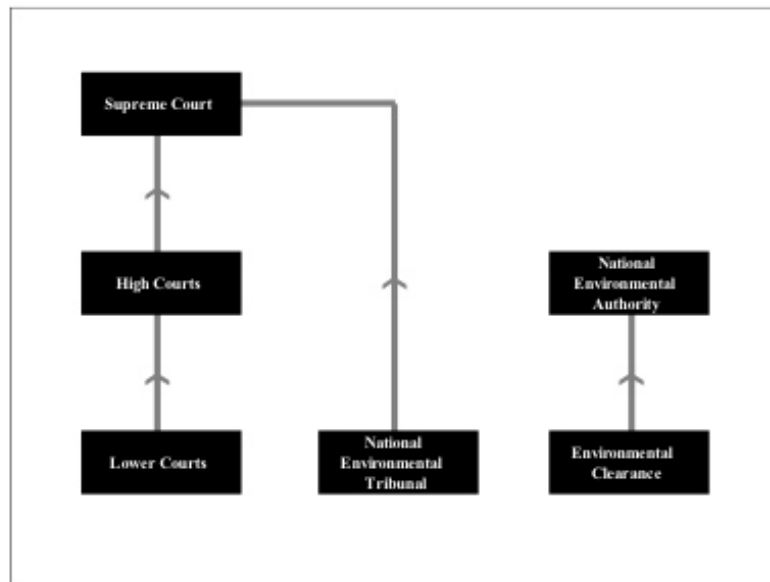 Supreme Court
High Courts
National
Environmental
Authority
Lower Courts
National
Environmental
Tribunal
Environmental
Clearance